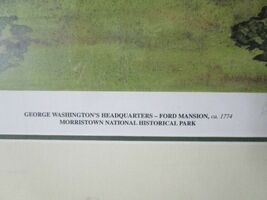 GEORGE WASHINGTON'S HEADQUARTERS – FORD MANSION, ca. 1774
MORRISTOWN NATIONAL HISTORICAL PARK